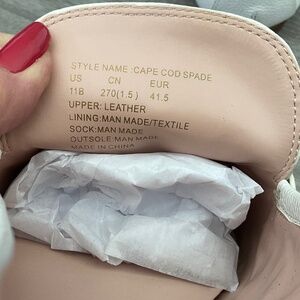 STYLE NAME :CAPE COD SPADE
US CN EUR
11B 270(1.5) 41.5
UPPER: LEATHER
LINING:MAN MADE/TEXTILE
SOCK:MAN MADE
OUTSOLE:MAN MADE
MADE IN CHINA